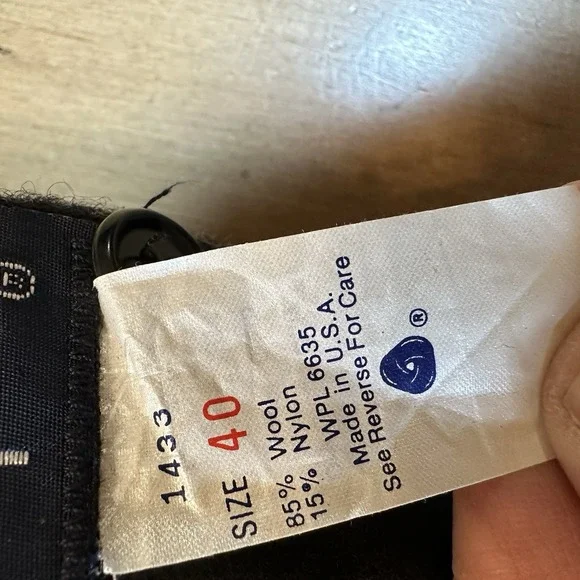 1433
SIZE 40
85% Wool
15% Nylon
WPL 6635
Made in U.S.A.
See Reverse For Care
®
®